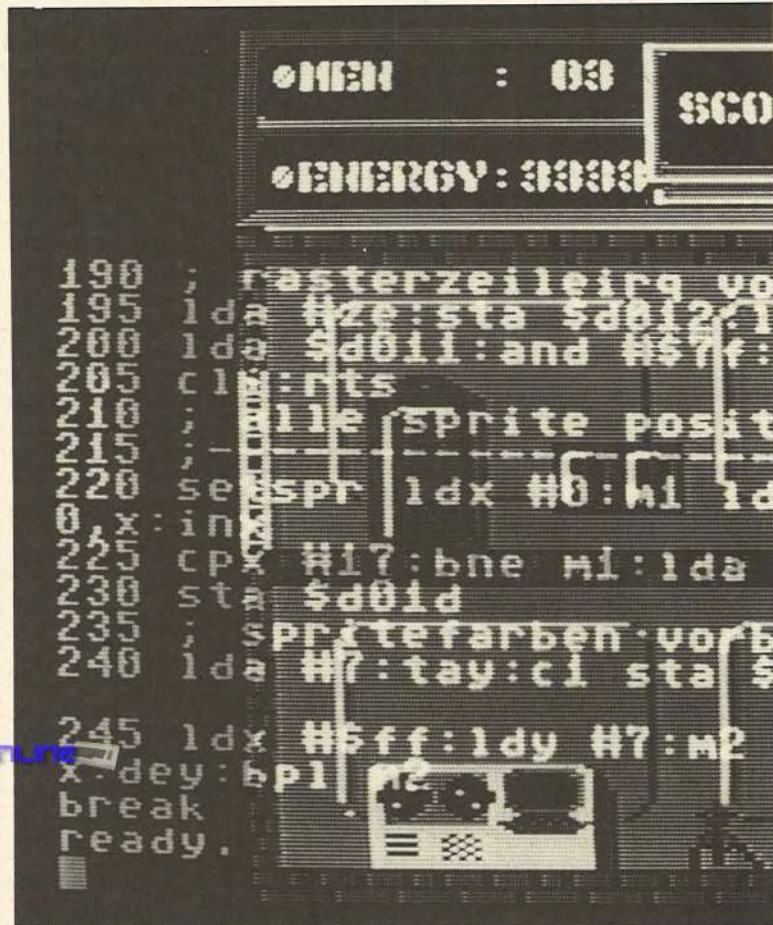 MEN : 03
SCO
ENERGY:3333
190 ; rasterzeileirq vo
195 lda #ze:sta $d012:l
200 lda $d011:and #$7f:
205 cli:rts
210 ; alle sprite posit
215 ;-------------------
220 setspr ldx #0:m1 ld
0,x:inx
225 cpx #17:bne m1:lda
230 sta $d01d
235 ; spritefarben vorb
240 lda #7:tay:cl sta $
245 ldx #$ff:ldy #7:m2
x:dey:bpl m2
break
ready.